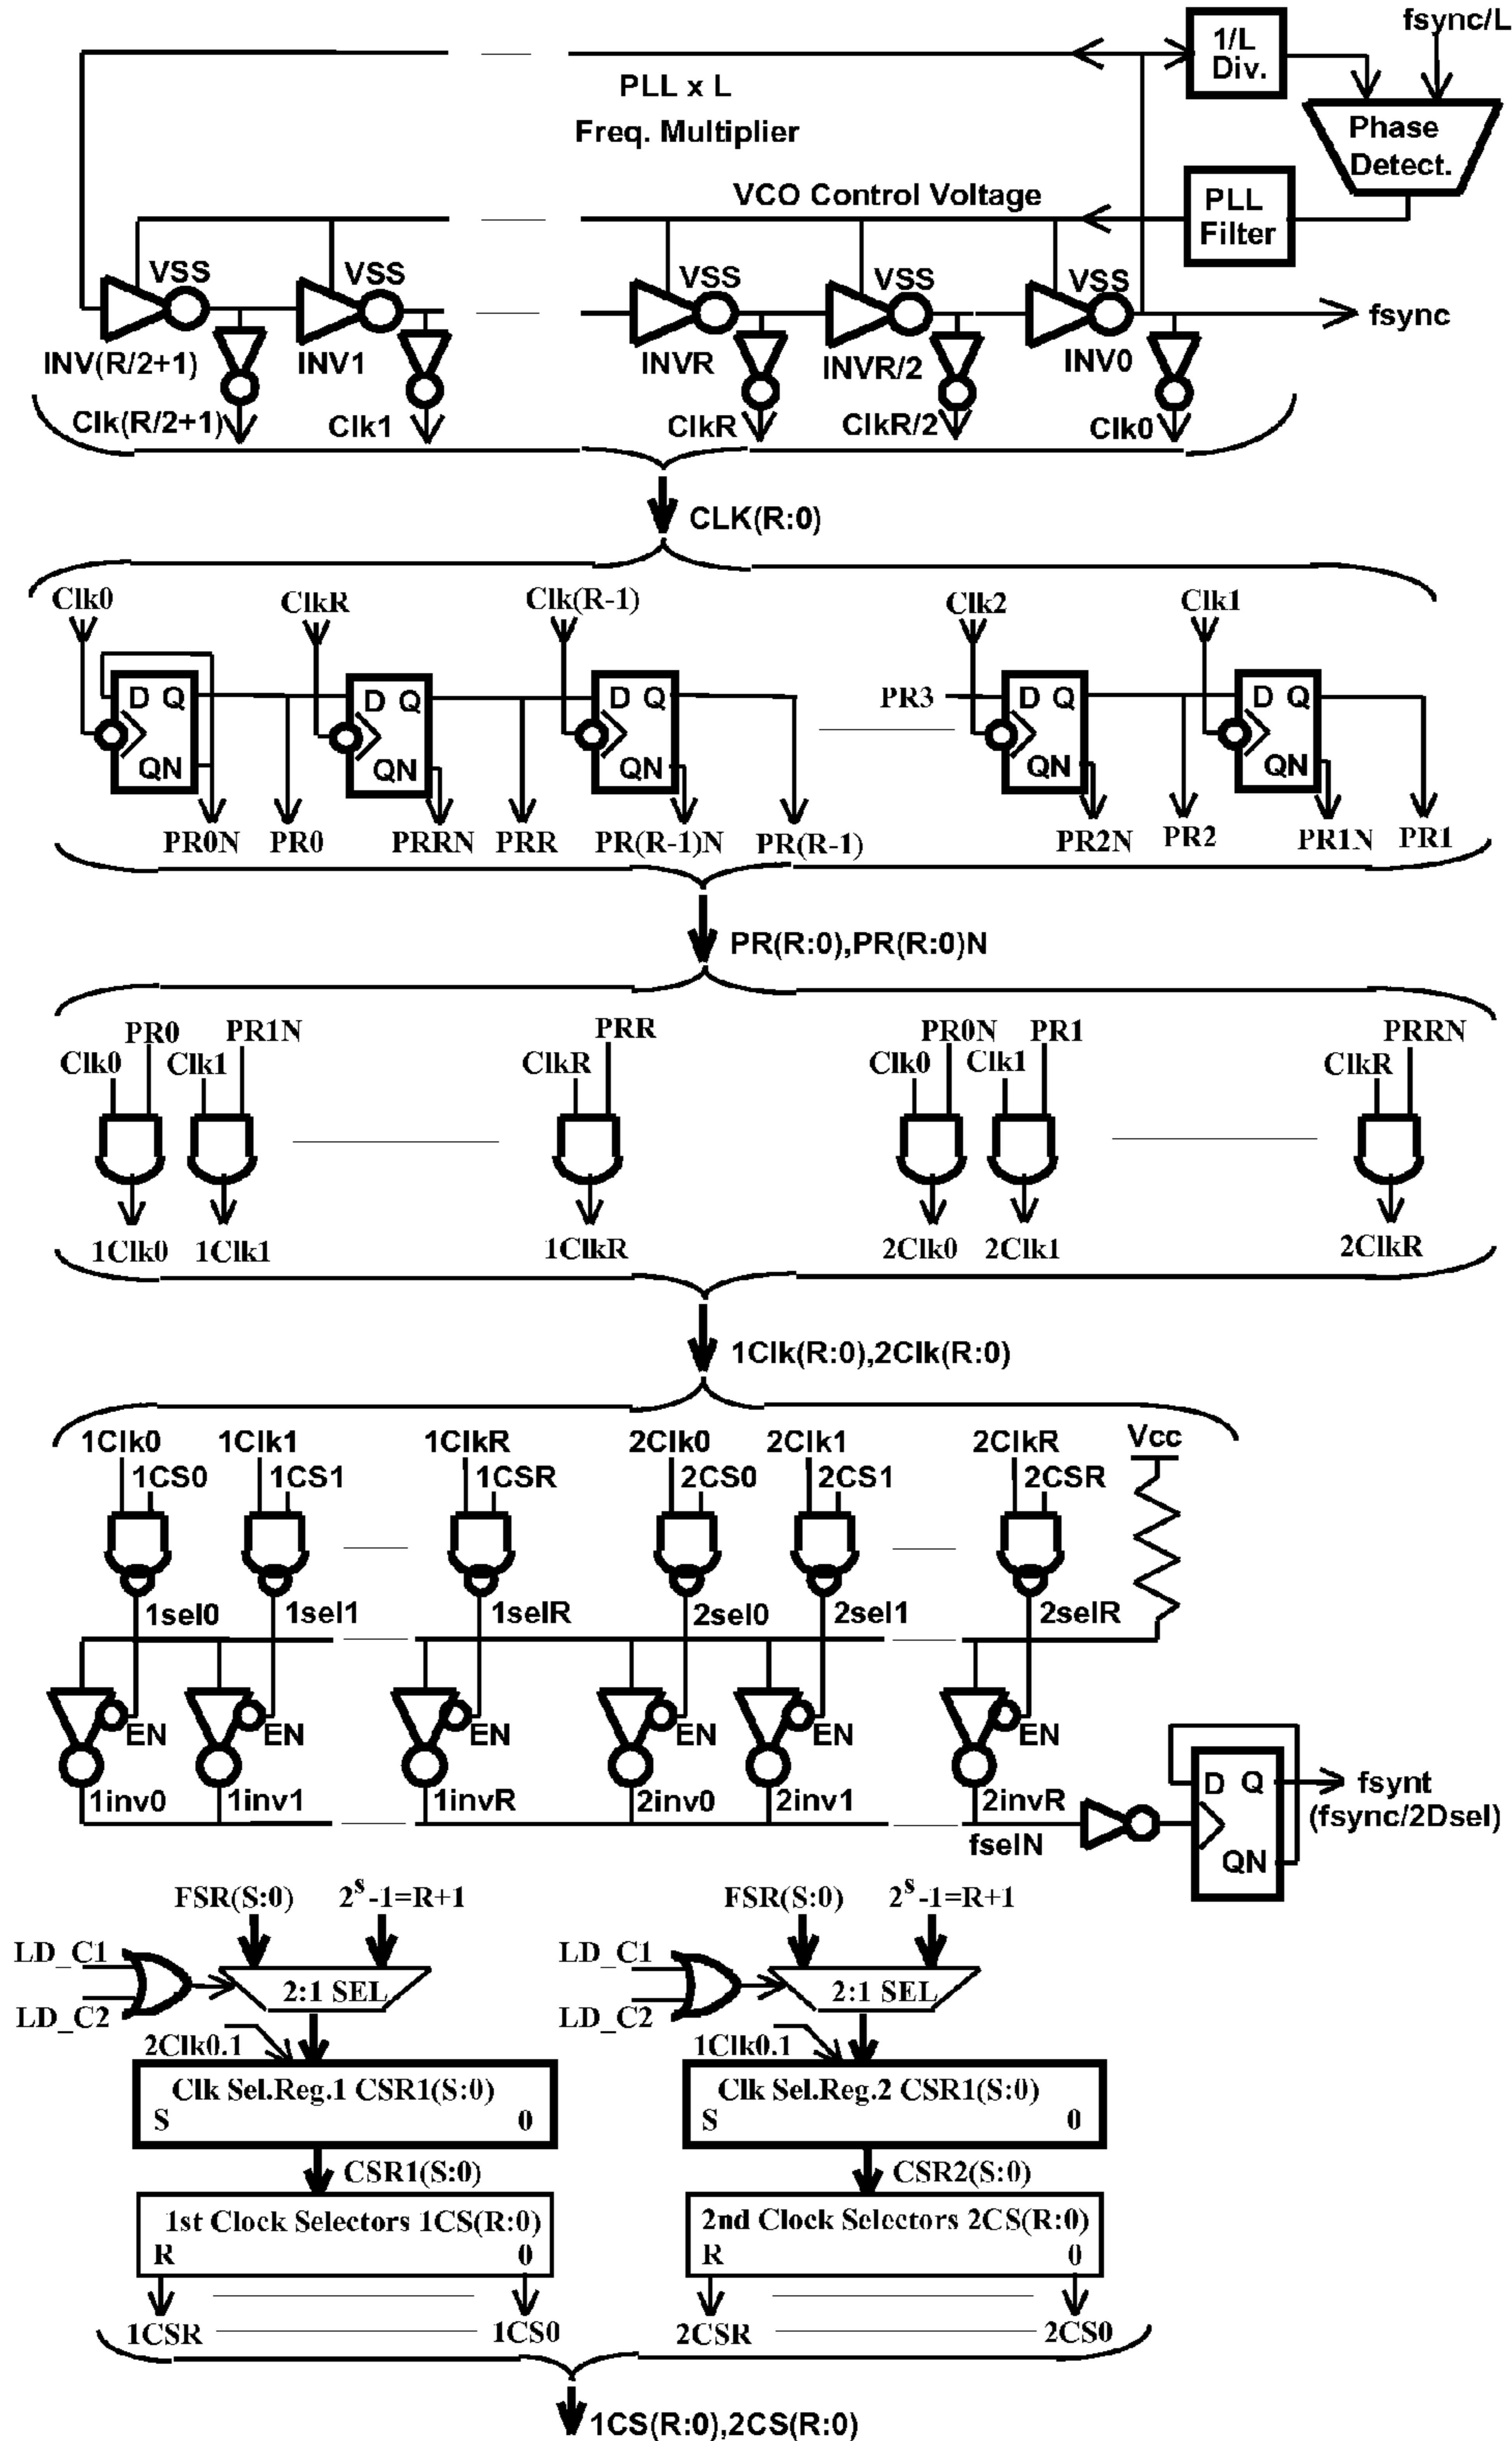 fsync/L
1/L
Div.
PLL x L
Freq. Multiplier
Phase
Detect.
VCO Control Voltage
PLL
Filter
VSS VSS VSS VSS VSS
fsync
INV(R/2+1) INV1 INVR INVR/2 INV0
Clk(R/2+1) Clk1 ClkR ClkR/2 Clk0
CLK(R:0)
Clk0 ClkR Clk(R-1) Clk2 Clk1
D Q D Q D Q PR3 D Q D Q
QN QN QN QN QN
PR0N PR0 PRRN PRR PR(R-1)N PR(R-1) PR2N PR2 PR1N PR1
PR(R:0),PR(R:0)N
PR0 PR1N PRR PR0N PR1 PRRN
Clk0 Clk1 ClkR Clk0 Clk1 ClkR
1Clk0 1Clk1 1ClkR 2Clk0 2Clk1 2ClkR
1Clk(R:0),2Clk(R:0)
1Clk0 1Clk1 1ClkR 2Clk0 2Clk1 2ClkR Vcc
1CS0 1CS1 1CSR 2CS0 2CS1 2CSR
1sel0 1sel1 1selR 2sel0 2sel1 2selR
EN EN EN EN EN EN
1inv0 1inv1 1invR 2inv0 2inv1 2invR
D Q fsynt
(fsync/2Dsel)
fselN
QN
FSR(S:0) 2^S-1=R+1 FSR(S:0) 2^S-1=R+1
LD_C1 LD_C1
2:1 SEL 2:1 SEL
LD_C2 LD_C2
2Clk0.1 1Clk0.1
Clk Sel.Reg.1 CSR1(S:0) Clk Sel.Reg.2 CSR1(S:0)
S 0 S 0
CSR1(S:0) CSR2(S:0)
1st Clock Selectors 1CS(R:0) 2nd Clock Selectors 2CS(R:0)
R 0 R 0
1CSR 1CS0 2CSR 2CS0
1CS(R:0),2CS(R:0)